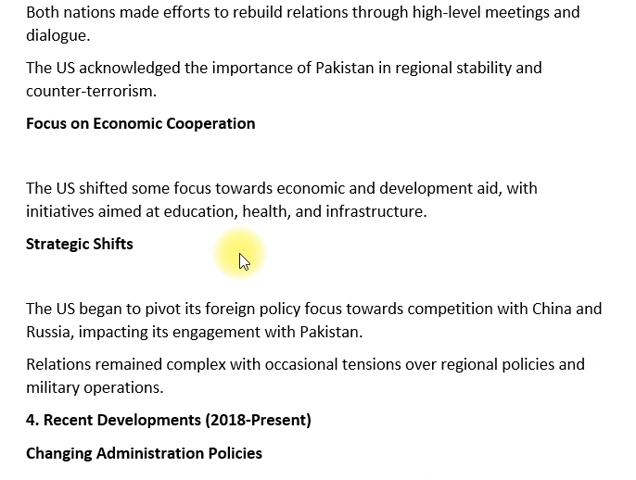 Both nations made efforts to rebuild relations through high-level meetings and
dialogue.
The US acknowledged the importance of Pakistan in regional stability and
counter-terrorism.
Focus on Economic Cooperation
The US shifted some focus towards economic and development aid, with
initiatives aimed at education, health, and infrastructure.
Strategic Shifts
The US began to pivot its foreign policy focus towards competition with China and
Russia, impacting its engagement with Pakistan.
Relations remained complex with occasional tensions over regional policies and
military operations.
4. Recent Developments (2018-Present)
Changing Administration Policies